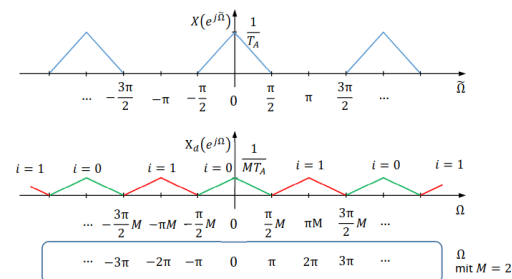 X(e^{jΩ̃}) 1/T_A
Ω̃
... −3π/2 −π −π/2 0 π/2 π 3π/2 ...
X_d(e^{jΩ}) 1/MT_A
i = 1 i = 0 i = 1 i = 0 i = 1 i = 0 i = 1
Ω
... −3π/2 M −πM −π/2 M 0 π/2 M πM 3π/2 M ...
... −3π −2π −π 0 π 2π 3π ... Ω
mit M = 2